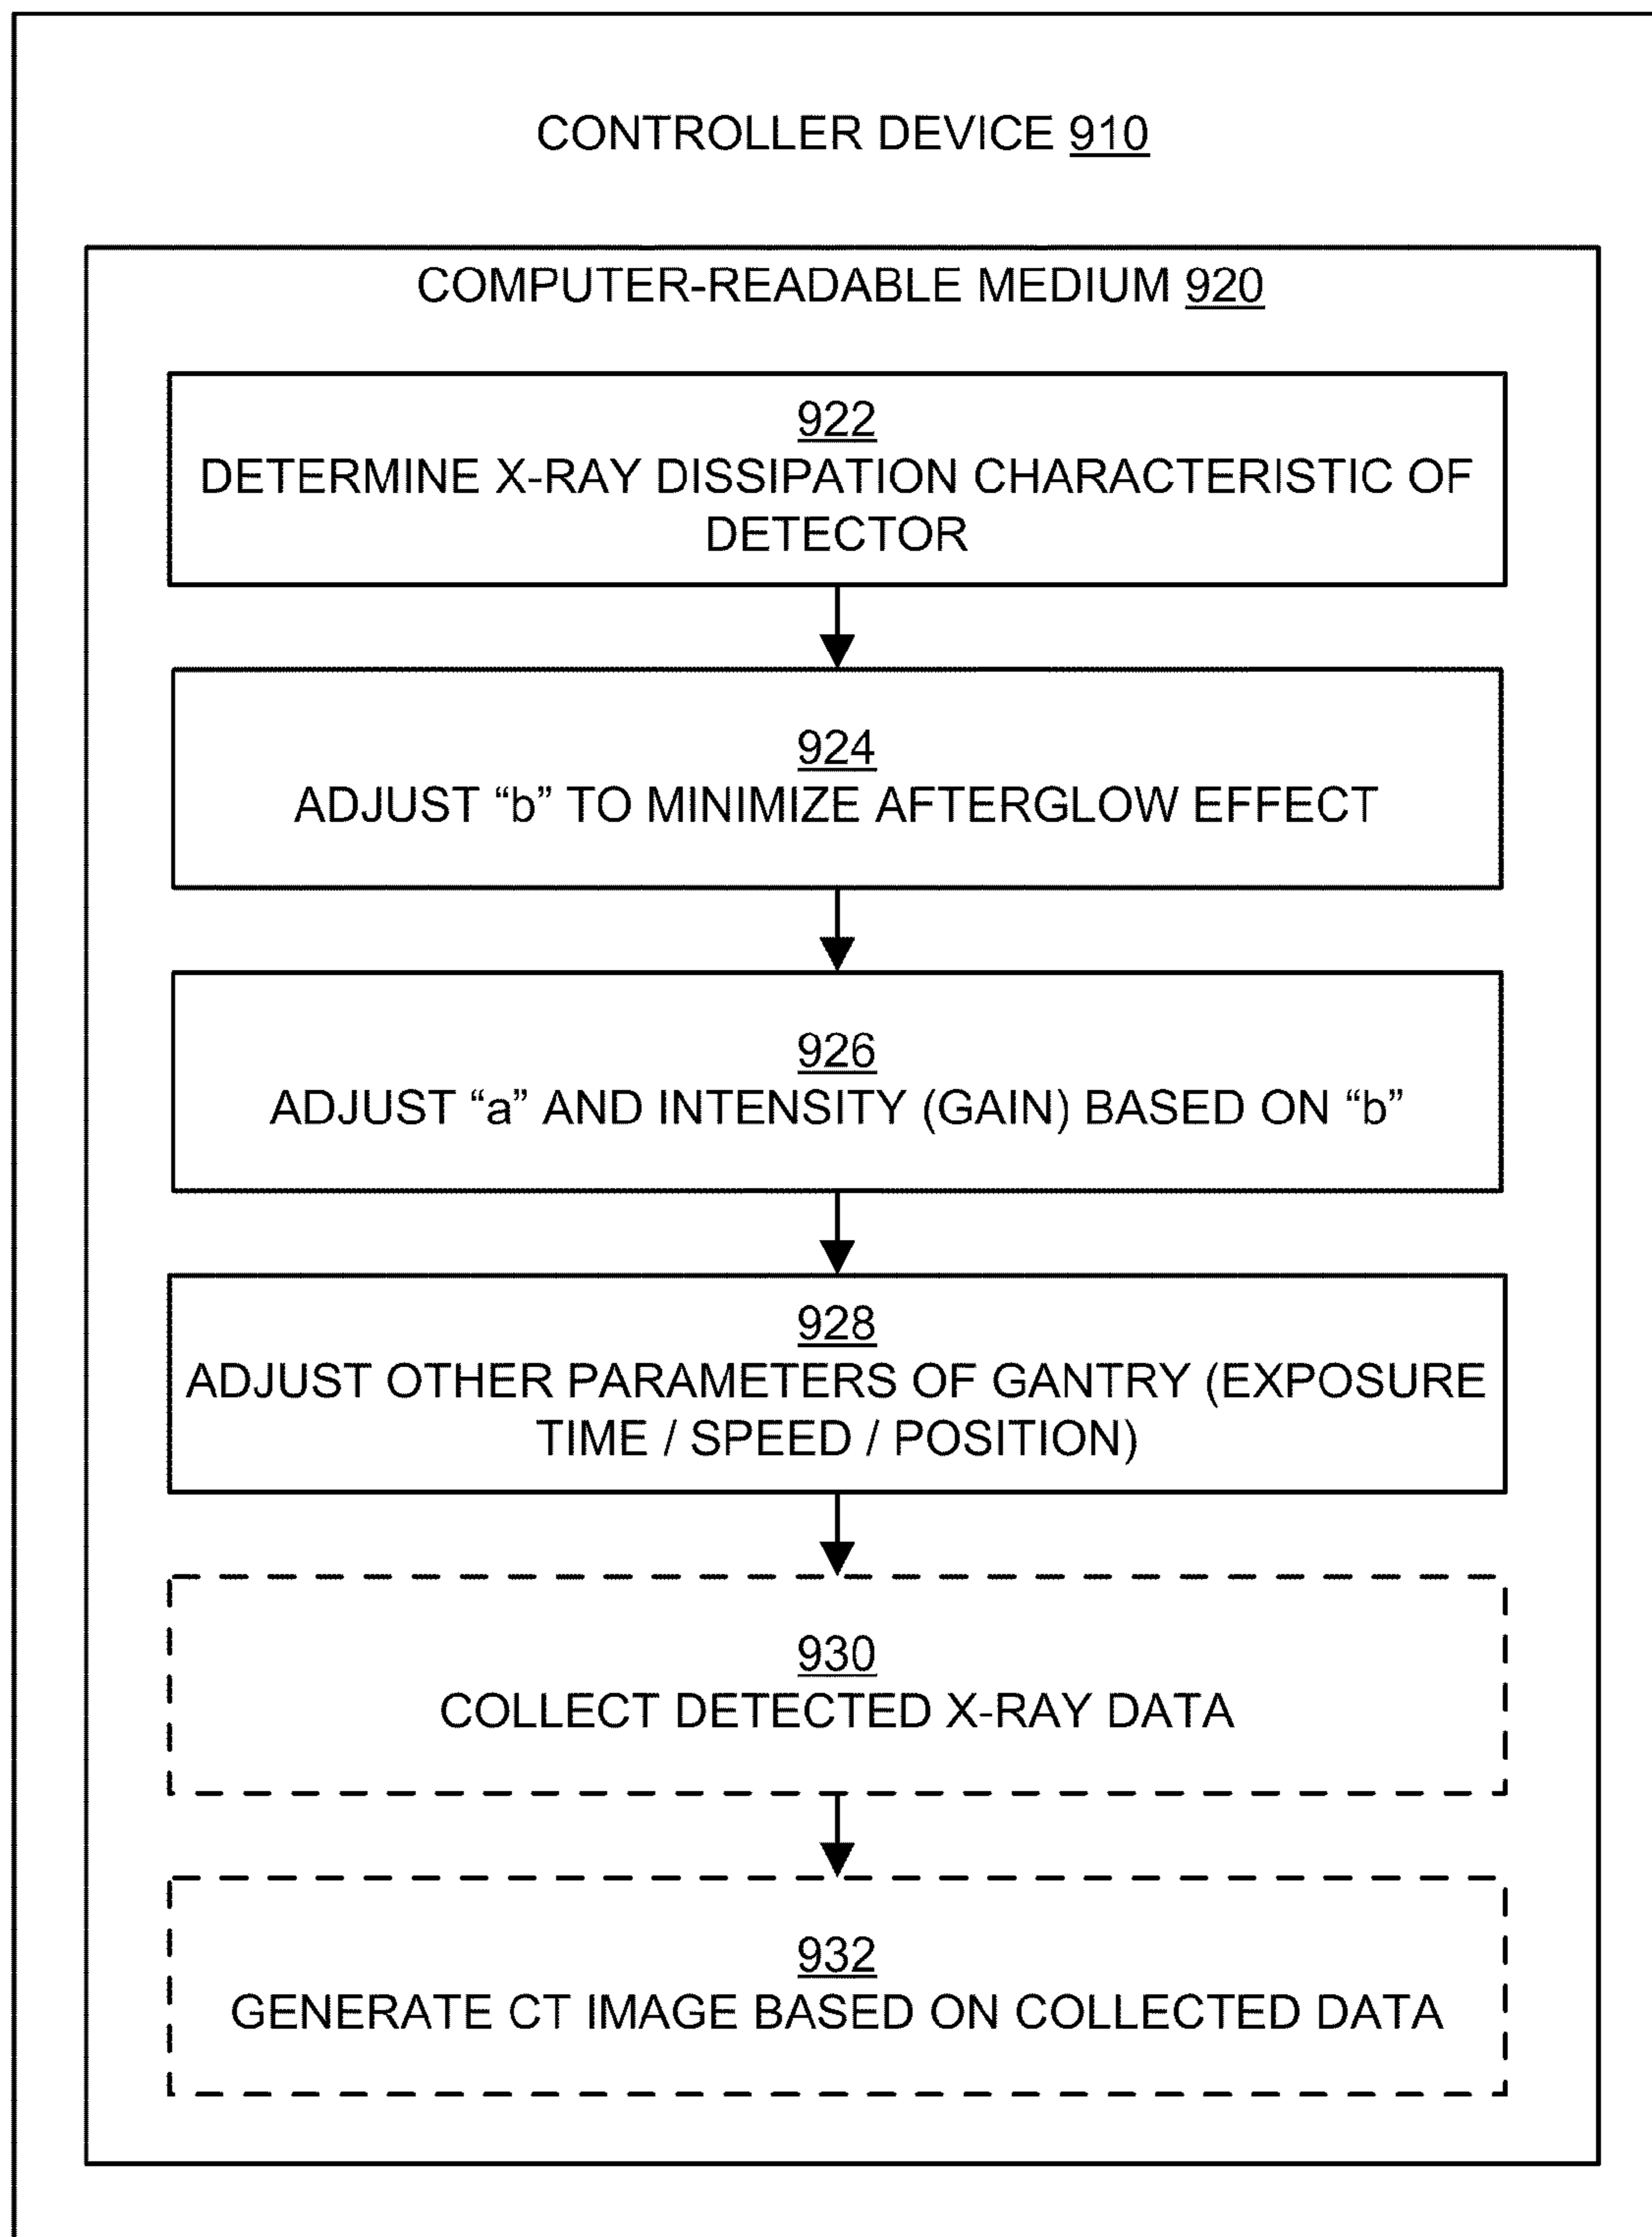 CONTROLLER DEVICE 910
COMPUTER-READABLE MEDIUM 920
922
DETERMINE X-RAY DISSIPATION CHARACTERISTIC OF
DETECTOR
924
ADJUST “b” TO MINIMIZE AFTERGLOW EFFECT
926
ADJUST “a” AND INTENSITY (GAIN) BASED ON “b”
928
ADJUST OTHER PARAMETERS OF GANTRY (EXPOSURE
TIME / SPEED / POSITION)
930
COLLECT DETECTED X-RAY DATA
932
GENERATE CT IMAGE BASED ON COLLECTED DATA